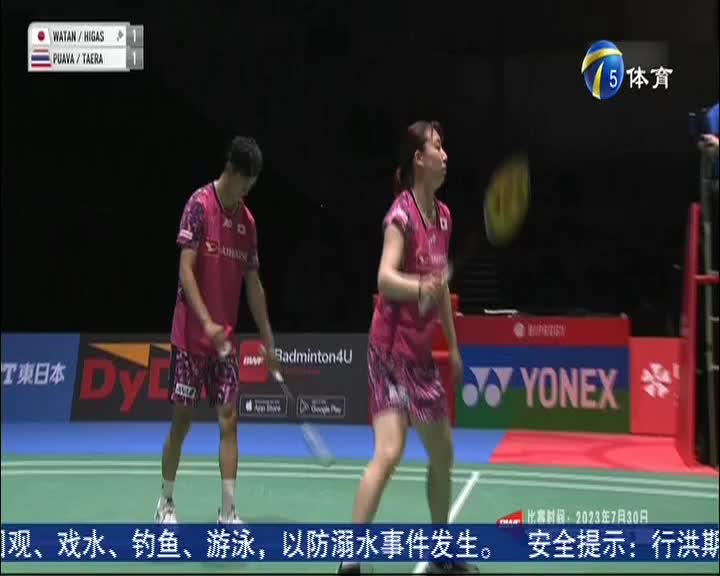 WATAN / HIGAS 1
PUAVA / TAERA 1
5 体育
東日本
DyD
BWF Badminton4U
App Store
Google Play
BIPROGY
YONEX
BWF 比赛时间：2023年7月30日
观、戏水、钓鱼、游泳，以防溺水事件发生。 安全提示：行洪期